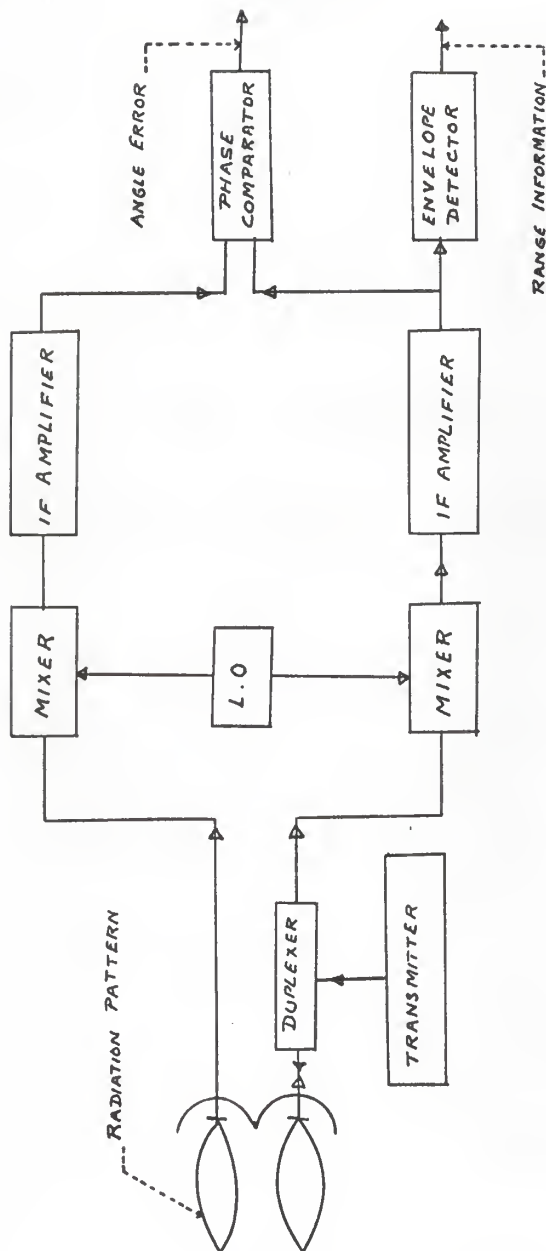 RADIATION PATTERN
MIXER
IF AMPLIFIER
ANGLE ERROR
PHASE
COMPARATOR
L.O
DUPLEXER
TRANSMITTER
MIXER
IF AMPLIFIER
ENVELOPE
DETECTOR
RANGE INFORMATION